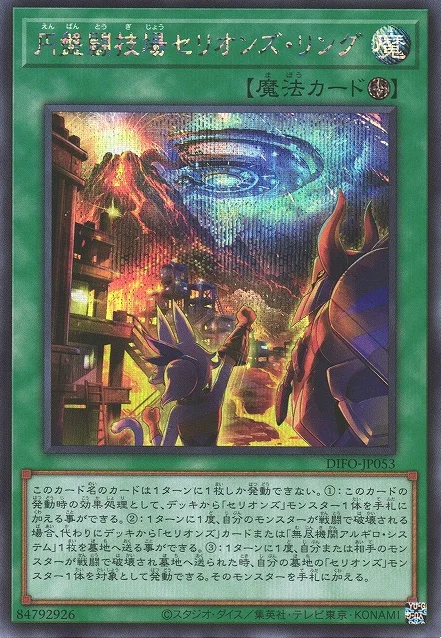 円盤闘技場セリオンズ・リング
魔
【魔法カード】
DIFO-JP053
このカード名のカードは1ターンに1枚しか発動できない。①：このカードの
発動時の効果処理として、デッキから「セリオンズ」モンスター1体を手札に
加える事ができる。②：1ターンに1度、自分のモンスターが戦闘で破壊される
場合、代わりにデッキから「セリオンズ」カードまたは「無尽機関アルギロ・シス
テム」1枚を墓地へ送る事ができる。③：1ターンに1度、自分または相手のモン
スターが戦闘で破壊され墓地へ送られた時、自分の墓地の「セリオンズ」モンス
ター1体を対象として発動できる。そのモンスターを手札に加える。
84792926
©スタジオ・ダイス／集英社・テレビ東京・KONAMI